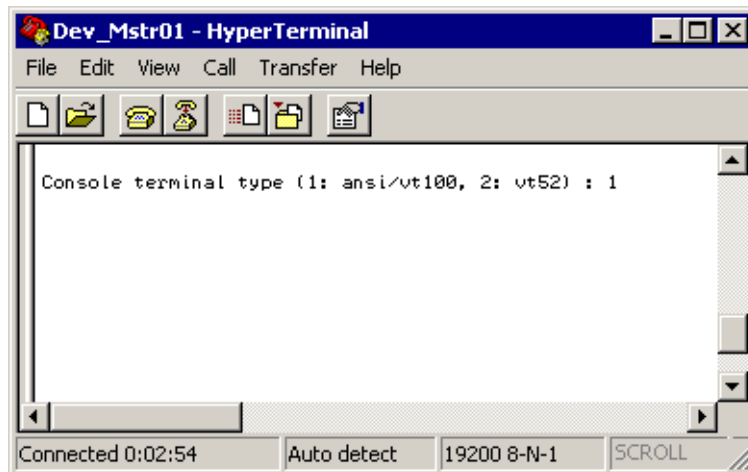 Dev_Mstr01 - HyperTerminal
File Edit View Call Transfer Help
Console terminal type (1: ansi/vt100, 2: vt52) : 1
Connected 0:02:54 Auto detect 19200 8-N-1 SCROLL